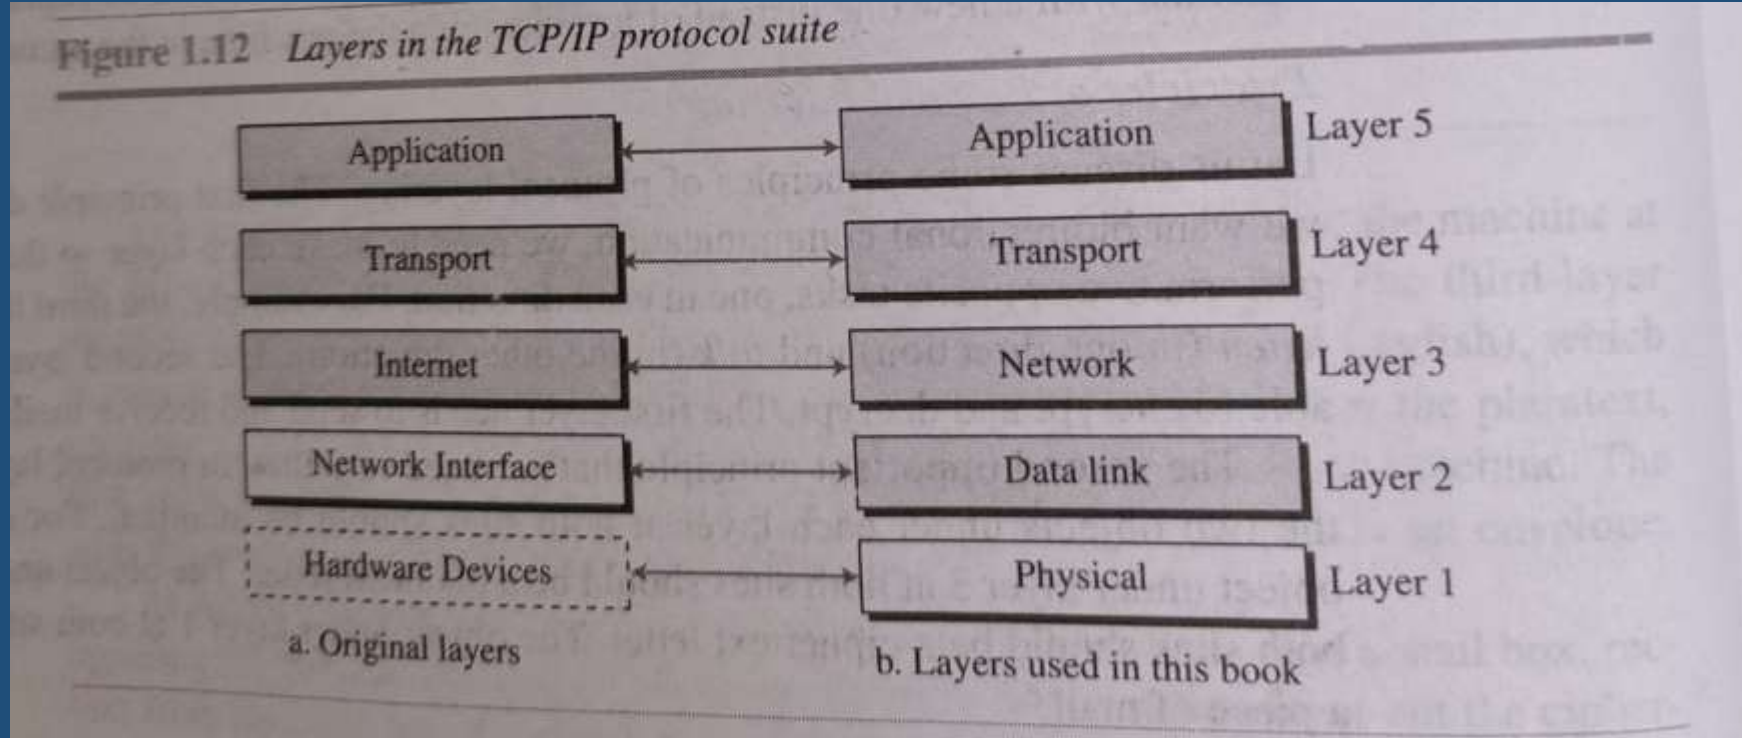 Figure 1.12 Layers in the TCP/IP protocol suite
Application Application Layer 5
Transport Transport Layer 4
Internet Network Layer 3
Network Interface Data link Layer 2
Hardware Devices Physical Layer 1
a. Original layers b. Layers used in this book